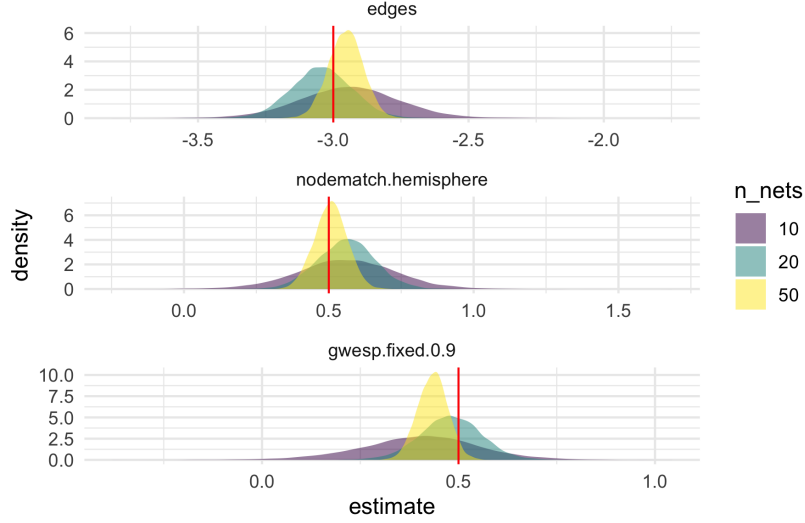 edges
6
4
2
0
-3.5 -3.0 -2.5 -2.0
nodematch.hemisphere
6
4
2
0
0.0 0.5 1.0 1.5
gwesp.fixed.0.9
10.0
7.5
5.0
2.5
0.0
0.0 0.5 1.0
estimate
density
n_nets
10
20
50